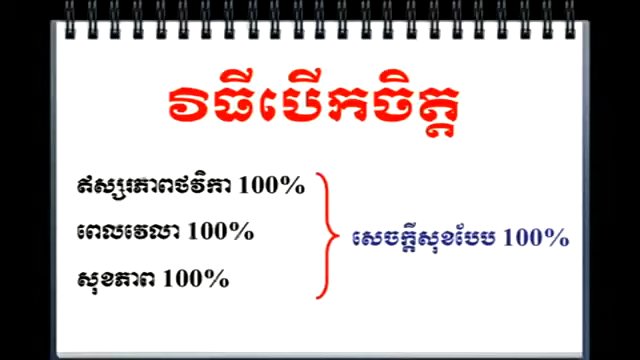 វិធីបើកចិត្ត
ឥស្សរភាពថវិកា 100%
ពេលវេលា 100%
សុខភាព 100%
សេចក្តីសុខបែប 100%